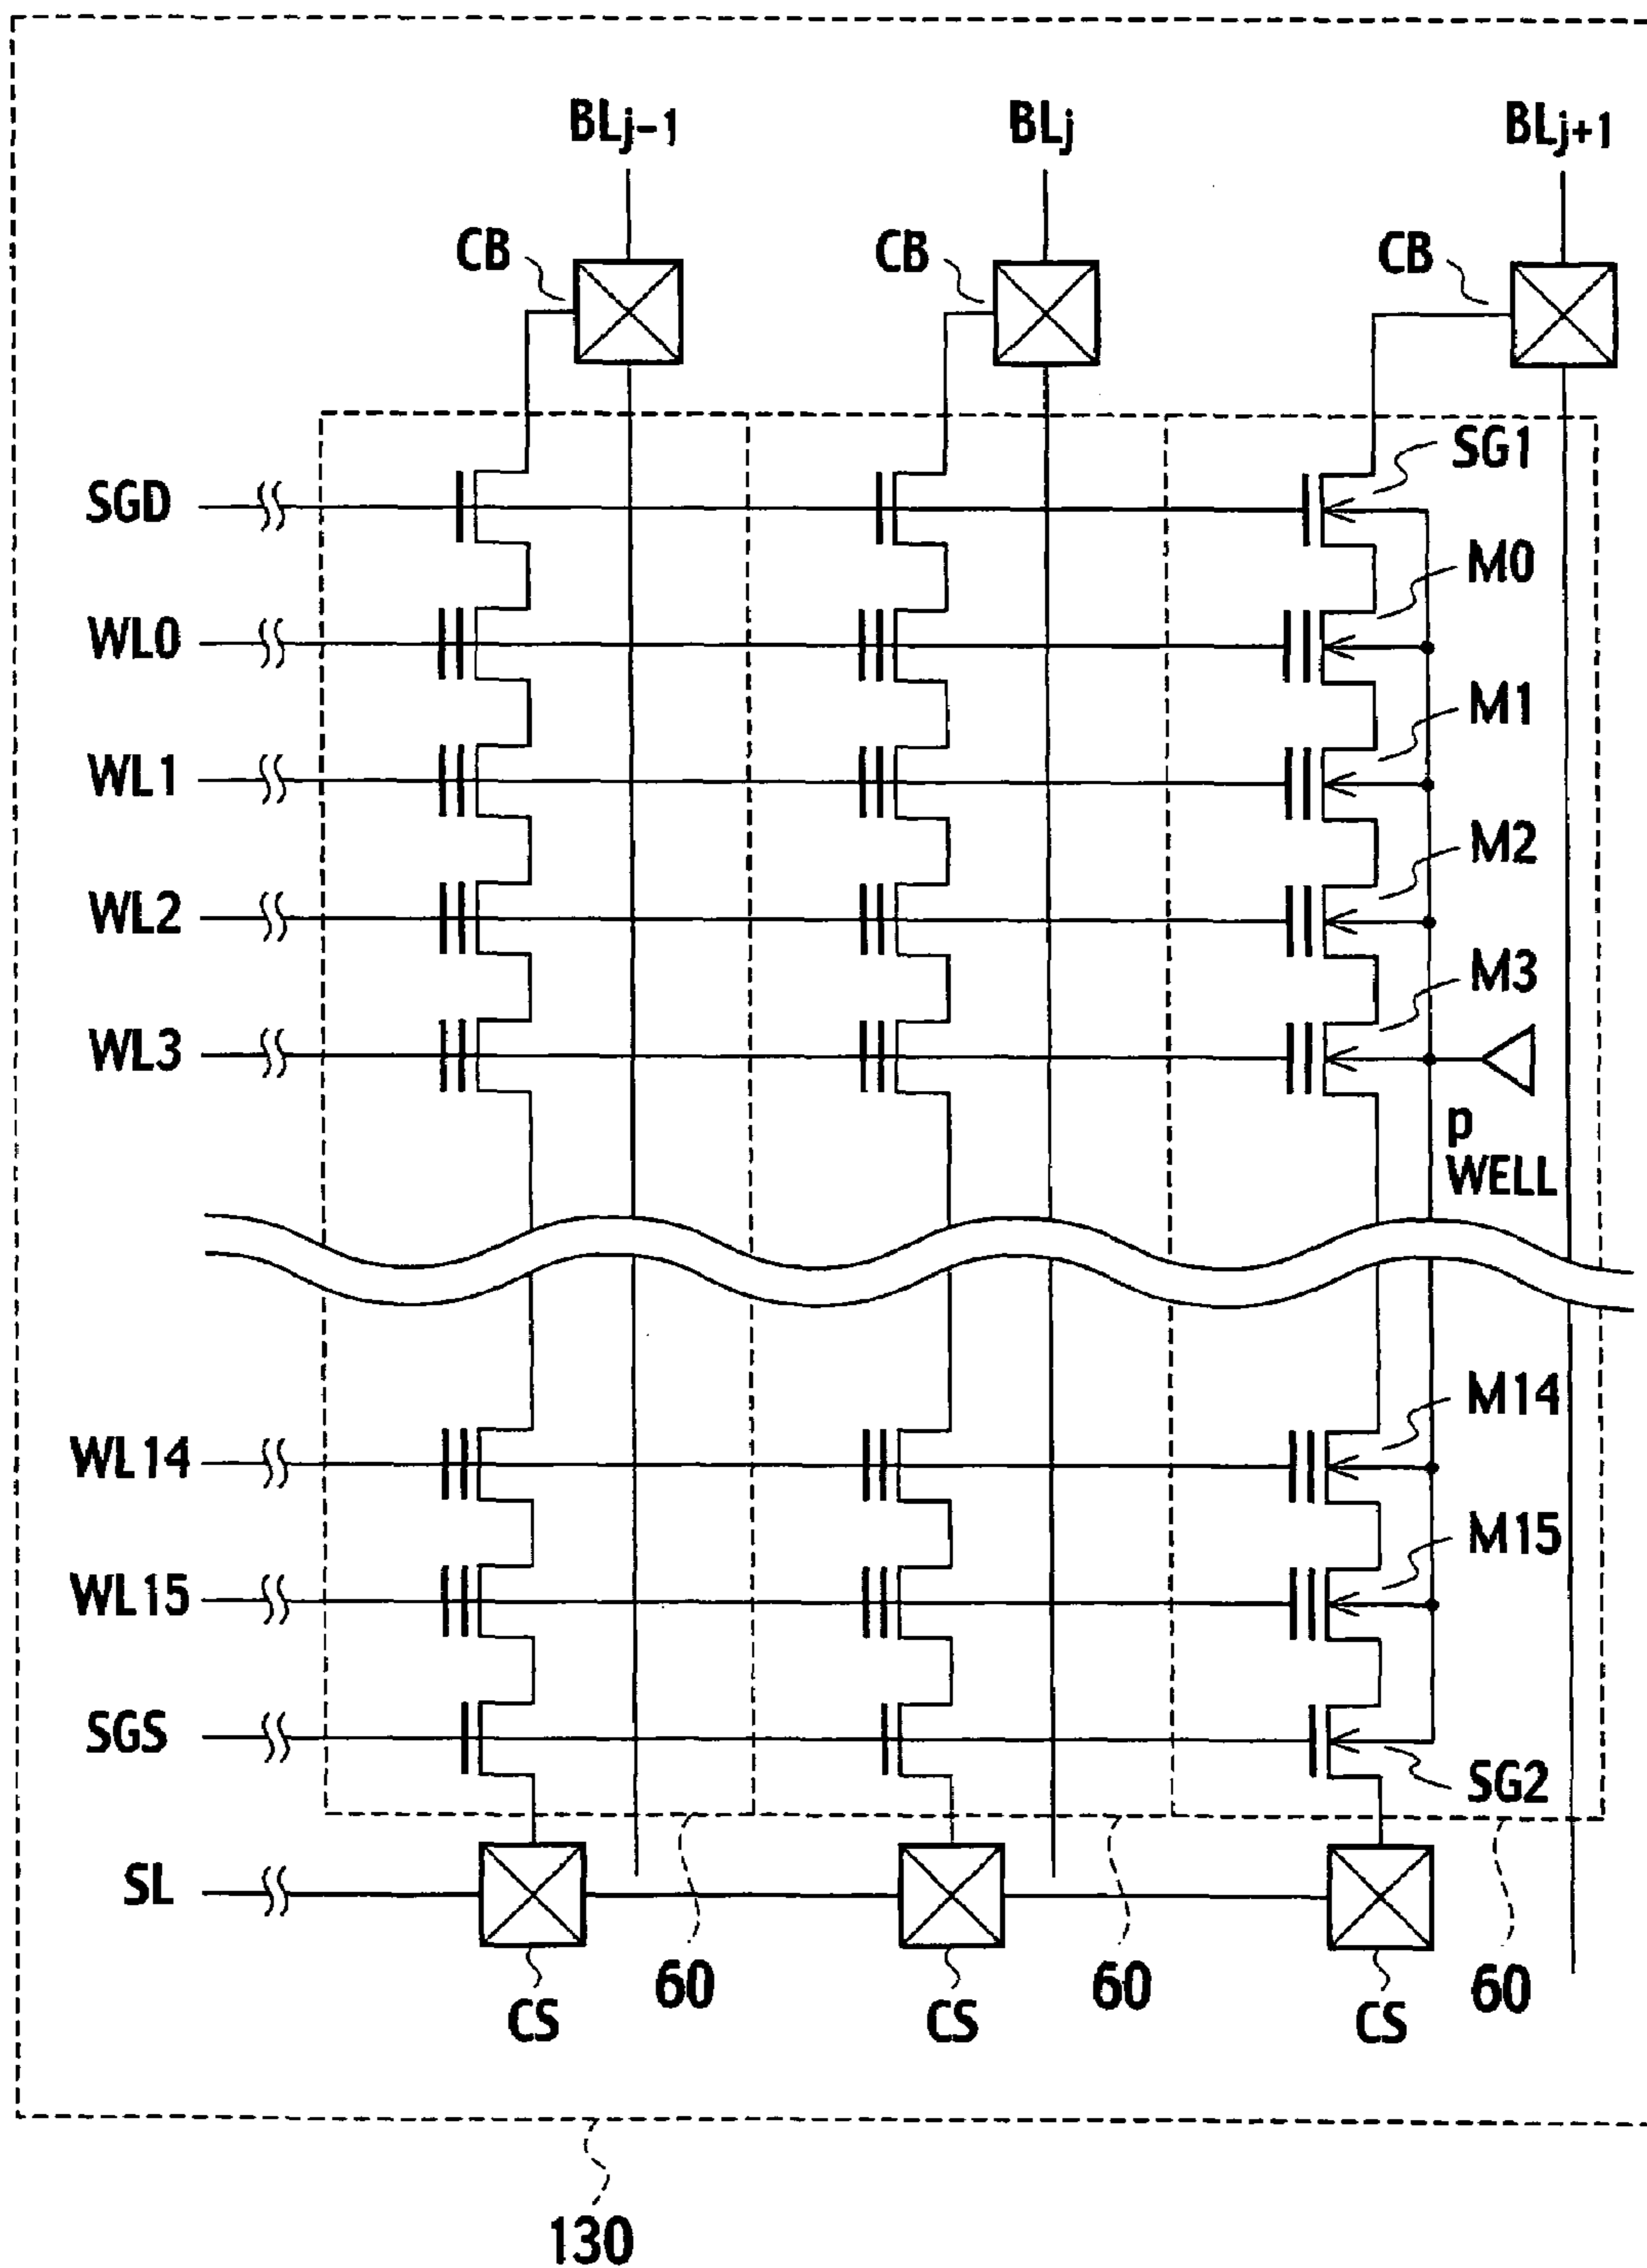 BLj-1 BLj BLj+1
CB CB CB
SGD SG1
M0
WL0
M1
WL1
M2
WL2
M3
WL3
p
WELL
M14
WL14
M15
WL15
SGS
SG2
SL
60 60 60
CS CS CS
130